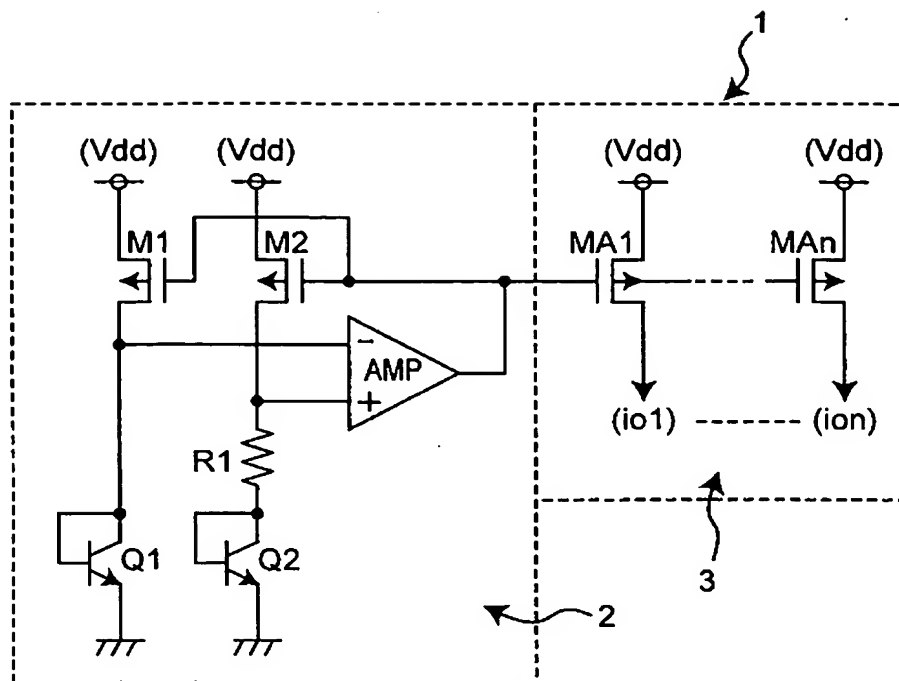 1
(Vdd) (Vdd) (Vdd) (Vdd)
M1 M2 MA1 MAn
- AMP
+
(io1) (ion)
R1
3
Q1 Q2
2